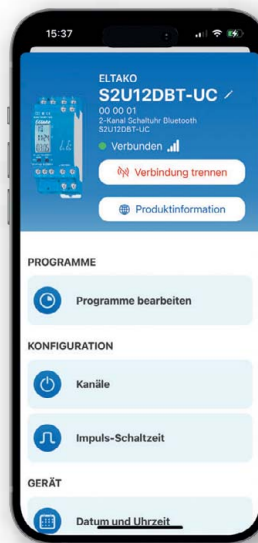 15:37
ELTAKO
S2U12DBT-UC
00 00 01
2-Kanal Schaltuhr Bluetooth
S2U12DBT-UC
Verbunden
Verbindung trennen
Produktinformation
PROGRAMME
Programme bearbeiten
KONFIGURATION
Kanäle
Impuls-Schaltzeit
GERÄT
Datum und Uhrzeit